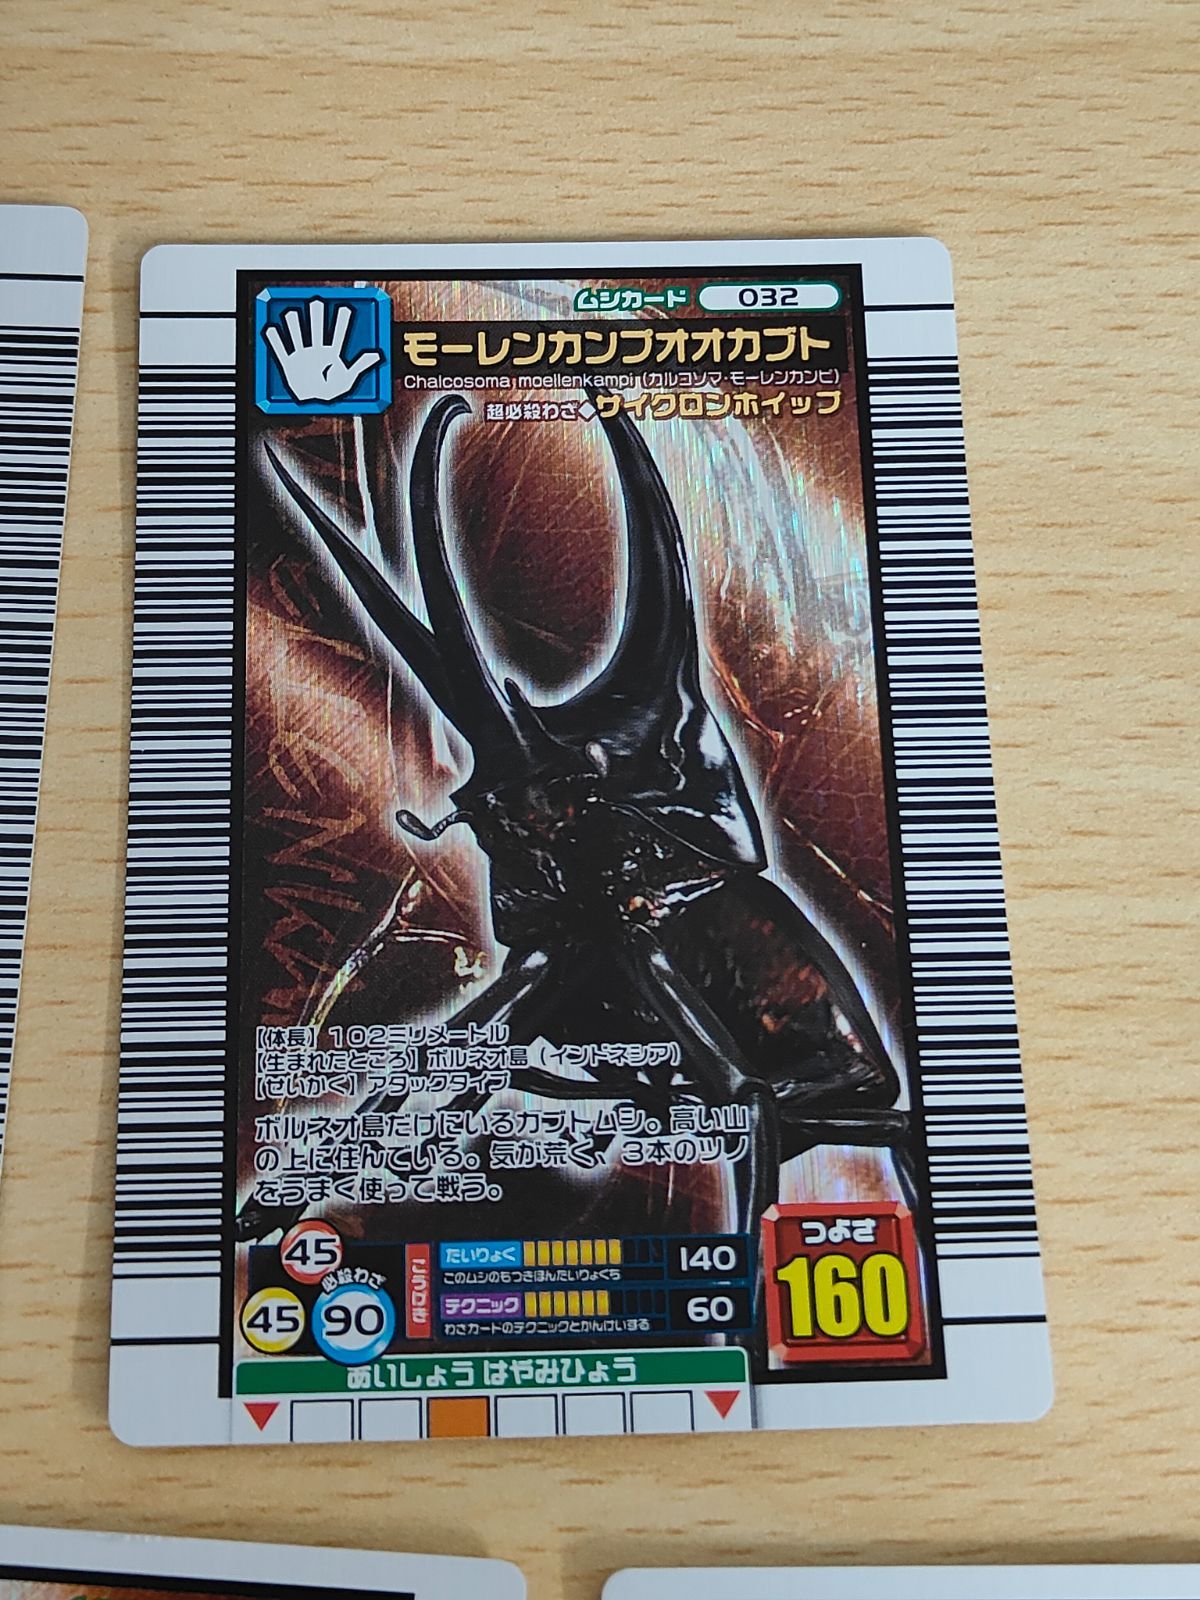 ムシカード 032
モーレンカンプオオカブト
Chalcosoma moellenkampi (カルコソマ・モーレンカンピ)
超必殺わざ◆サイクロンホイップ
【体長】102ミリメートル
【生まれたところ】ボルネオ島(インドネシア)
【せいかく】アタックタイプ
ボルネオ島だけにいるカブトムシ。高い山
の上に住んでいる。気が荒く、3本のツノ
をうまく使って戦う。
45
必殺わざ
45
90
こうげき
たいりょく 140
このムシのもつきほんたいりょくち
テクニック 60
わざカードのテクニックとかんけいする
つよさ
160
あいしょう はやみひょう